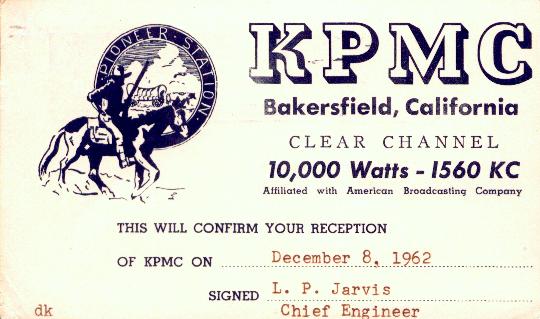 PIONEER · STATION ·
KPMC
Bakersfield, California
CLEAR CHANNEL
10,000 Watts - 1560 KC
Affiliated with American Broadcasting Company
THIS WILL CONFIRM YOUR RECEPTION
OF KPMC ON December 8, 1962
SIGNED L. P. Jarvis
Chief Engineer
dk